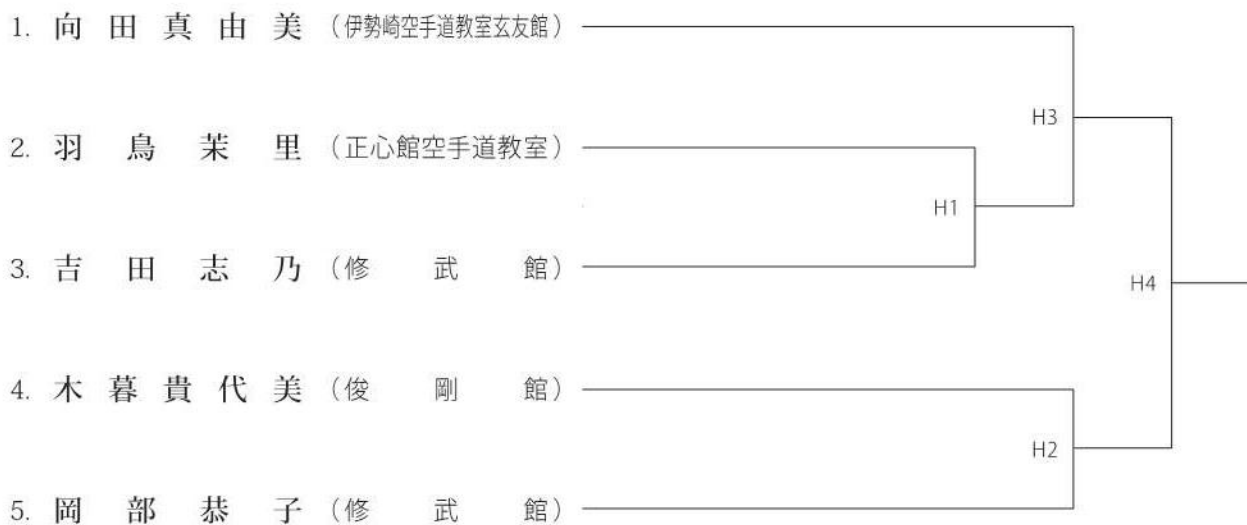 1. 向田真由美（伊勢崎空手道教室玄友館）
H3
2. 羽鳥茉里（正心館空手道教室）
H1
3. 吉田志乃（修武館）
H4
4. 木暮貴代美（俊剛館）
H2
5. 岡部恭子（修武館）